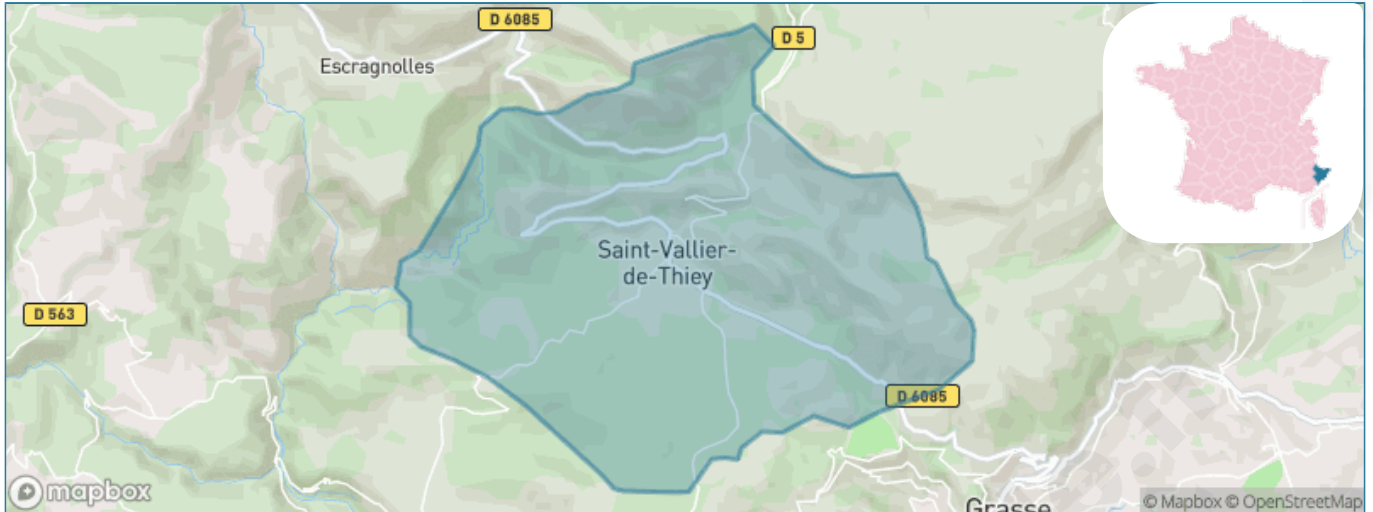 D 6085
D 5
Escragnolles
Saint-Vallier-
de-Thiey
D 563
D 6085
Grasse
mapbox
© Mapbox © OpenStreetMap